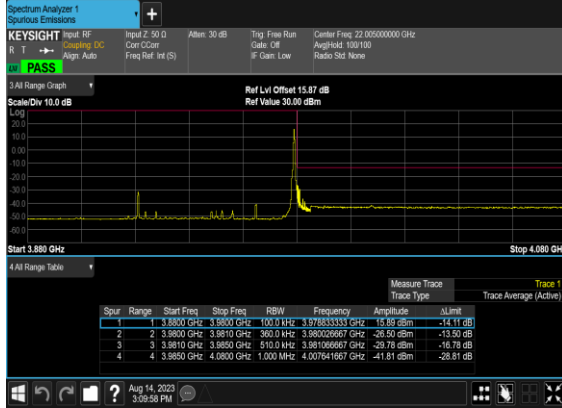 Spectrum Analyzer 1
Spurious Emissions
+
KEYSIGHT Input: RF Input Z: 50 Ω Atten: 30 dB Trig: Free Run Center Freq: 22.005000000 GHz
R T Coupling: DC Corr CCorr Gate: Off Avg|Hold: 100/100
Align: Auto Freq Ref: Int (S) IF Gain: Low Radio Std: None
PASS
3 All Range Graph
Ref Lvl Offset 15.87 dB
Scale/Div 10.0 dB Ref Value 30.00 dBm
Log
20.0
10.0
0.00
-10.0
-20.0
-30.0
-40.0
-50.0
-60.0
Start 3.880 GHz Stop 4.080 GH
4 All Range Table
Measure Trace Trace 1
Trace Type Trace Average (Active)
Spur Range Start Freq Stop Freq RBW Frequency Amplitude ΔLimit
1 1 3.8800 GHz 3.9800 GHz 100.0 kHz 3.978833333 GHz 15.89 dBm -14.11 dB
2 2 3.9800 GHz 3.9810 GHz 360.0 kHz 3.980026667 GHz -26.50 dBm -13.50 dB
3 3 3.9810 GHz 3.9850 GHz 510.0 kHz 3.981066667 GHz -29.78 dBm -16.78 dB
4 4 3.9850 GHz 4.0800 GHz 1.000 MHz 4.007641667 GHz -41.81 dBm -28.81 dB
? Aug 14, 2023
3:09:58 PM